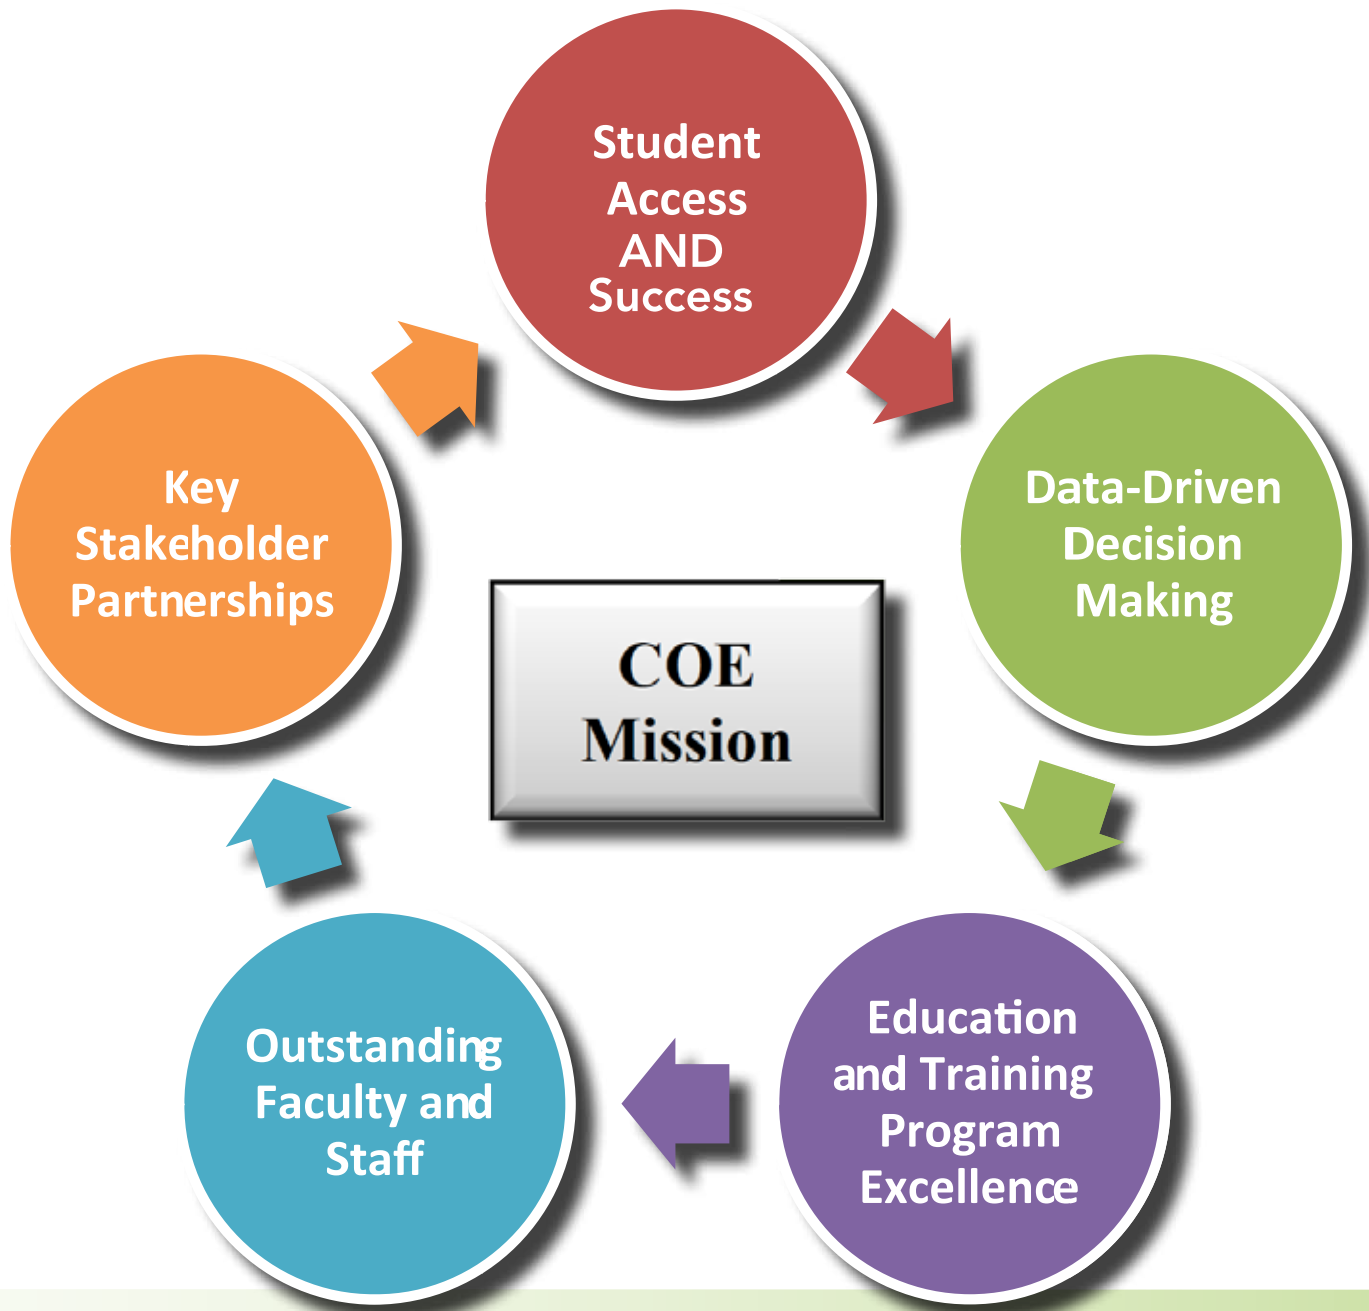 Student
Access
AND
Success
Data-Driven
Decision
Making
Education
and Training
Program
Excellence
Outstanding
Faculty and
Staff
Key
Stakeholder
Partnerships
COE
Mission